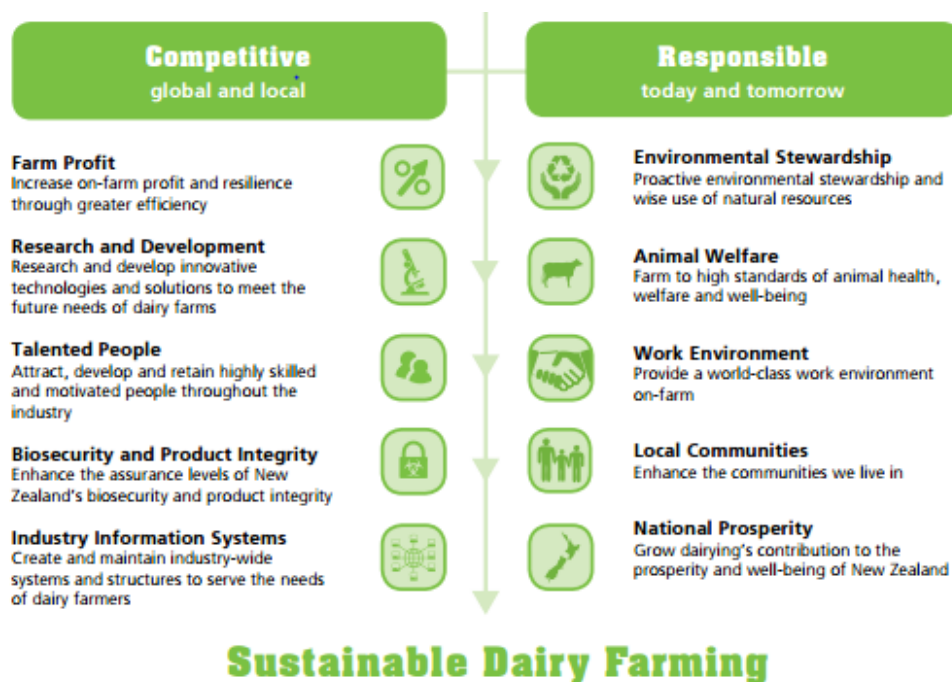 Competitive
global and local
Farm Profit
Increase on-farm profit and resilience
through greater efficiency
Research and Development
Research and develop innovative
technologies and solutions to meet the
future needs of dairy farms
Talented People
Attract, develop and retain highly skilled
and motivated people throughout the
industry
Biosecurity and Product Integrity
Enhance the assurance levels of New
Zealand's biosecurity and product integrity
Industry Information Systems
Create and maintain industry-wide
systems and structures to serve the needs
of dairy farmers
Responsible
today and tomorrow
Environmental Stewardship
Proactive environmental stewardship and
wise use of natural resources
Animal Welfare
Farm to high standards of animal health,
welfare and well-being
Work Environment
Provide a world-class work environment
on-farm
Local Communities
Enhance the communities we live in
National Prosperity
Grow dairying's contribution to the
prosperity and well-being of New Zealand
Sustainable Dairy Farming